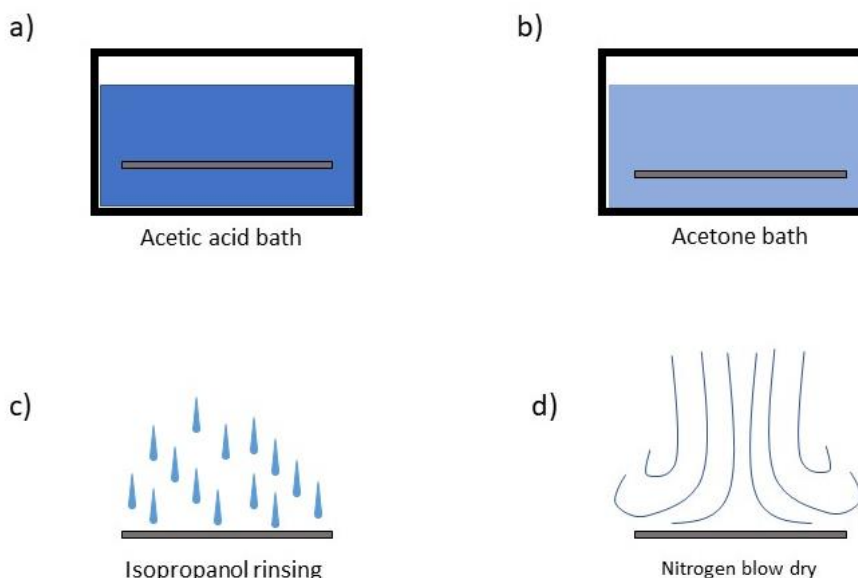 a)
b)
Acetic acid bath
Acetone bath
c)
d)
Isopropanol rinsing
Nitrogen blow dry